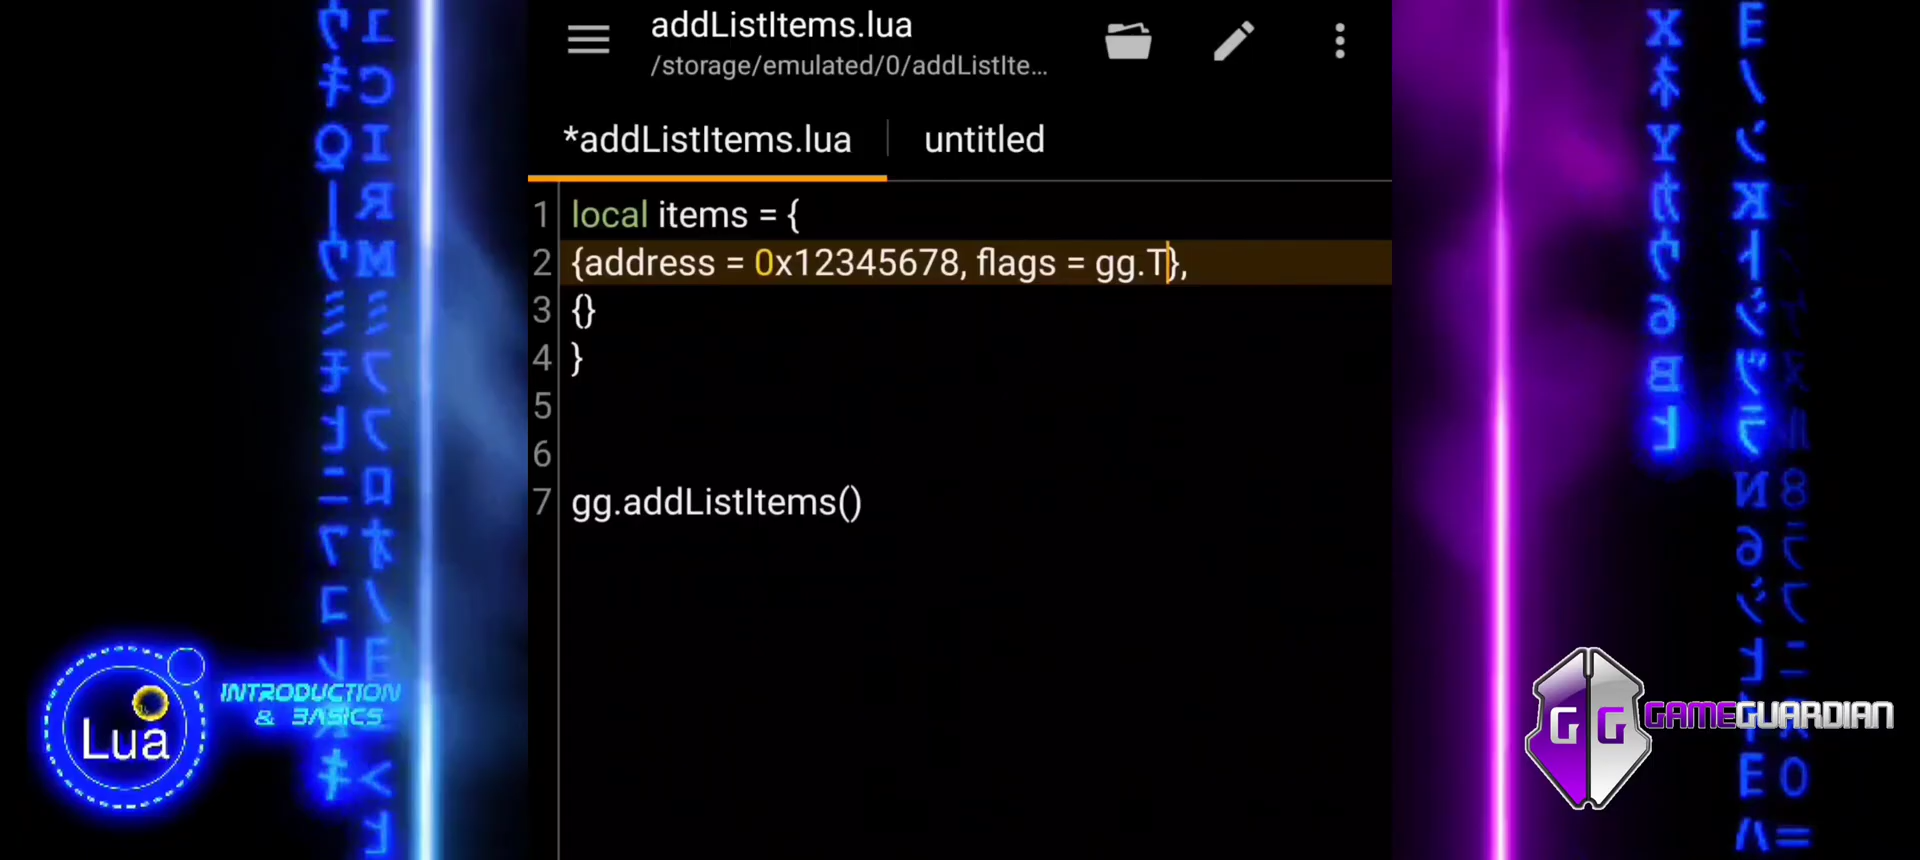 addListItems.lua
/storage/emulated/0/addListIte...
*addListItems.lua
untitled
1 local items = {
2 {address = 0x12345678, flags = gg.T},
3 {}
4 }
5
6
7 gg.addListItems()
Lua
INTRODUCTION
& BASICS
GG GAMEGUARDIAN